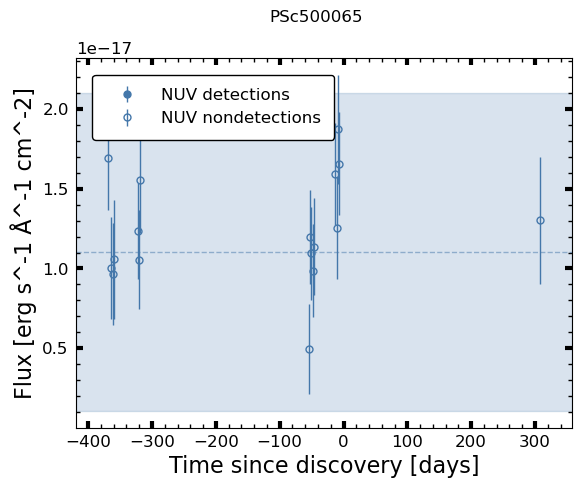 PSc500065
1e−17
NUV detections
NUV nondetections
2.0
1.5
1.0
0.5
Flux [erg s^-1 Å^-1 cm^-2]
−400 −300 −200 −100 0 100 200 300
Time since discovery [days]